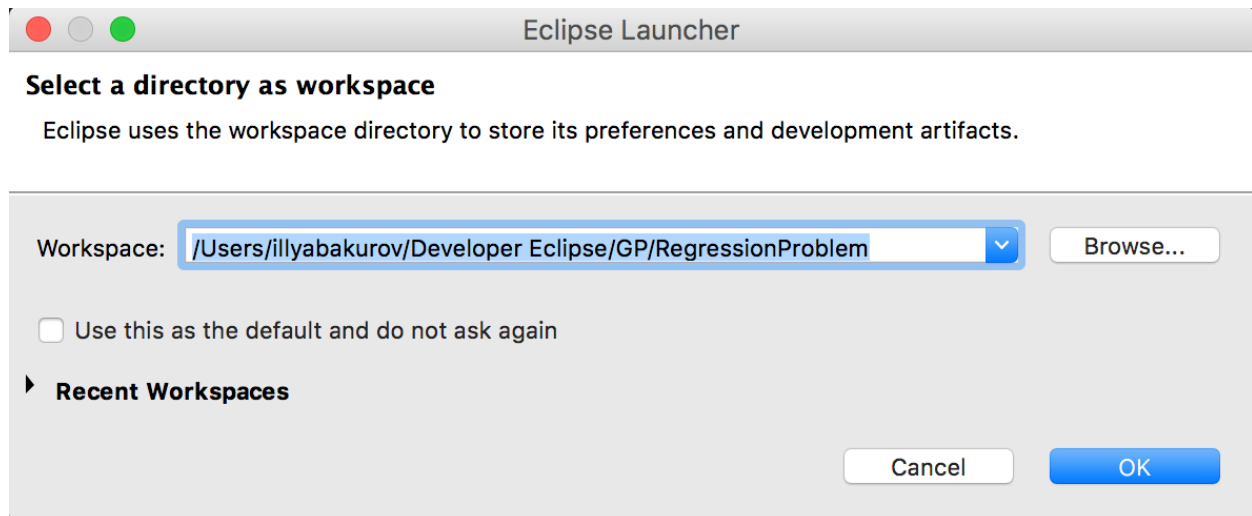 Eclipse Launcher
Select a directory as workspace
Eclipse uses the workspace directory to store its preferences and development artifacts.
Workspace: /Users/illyabakurov/Developer Eclipse/GP/RegressionProblem Browse...
Use this as the default and do not ask again
Recent Workspaces
Cancel OK